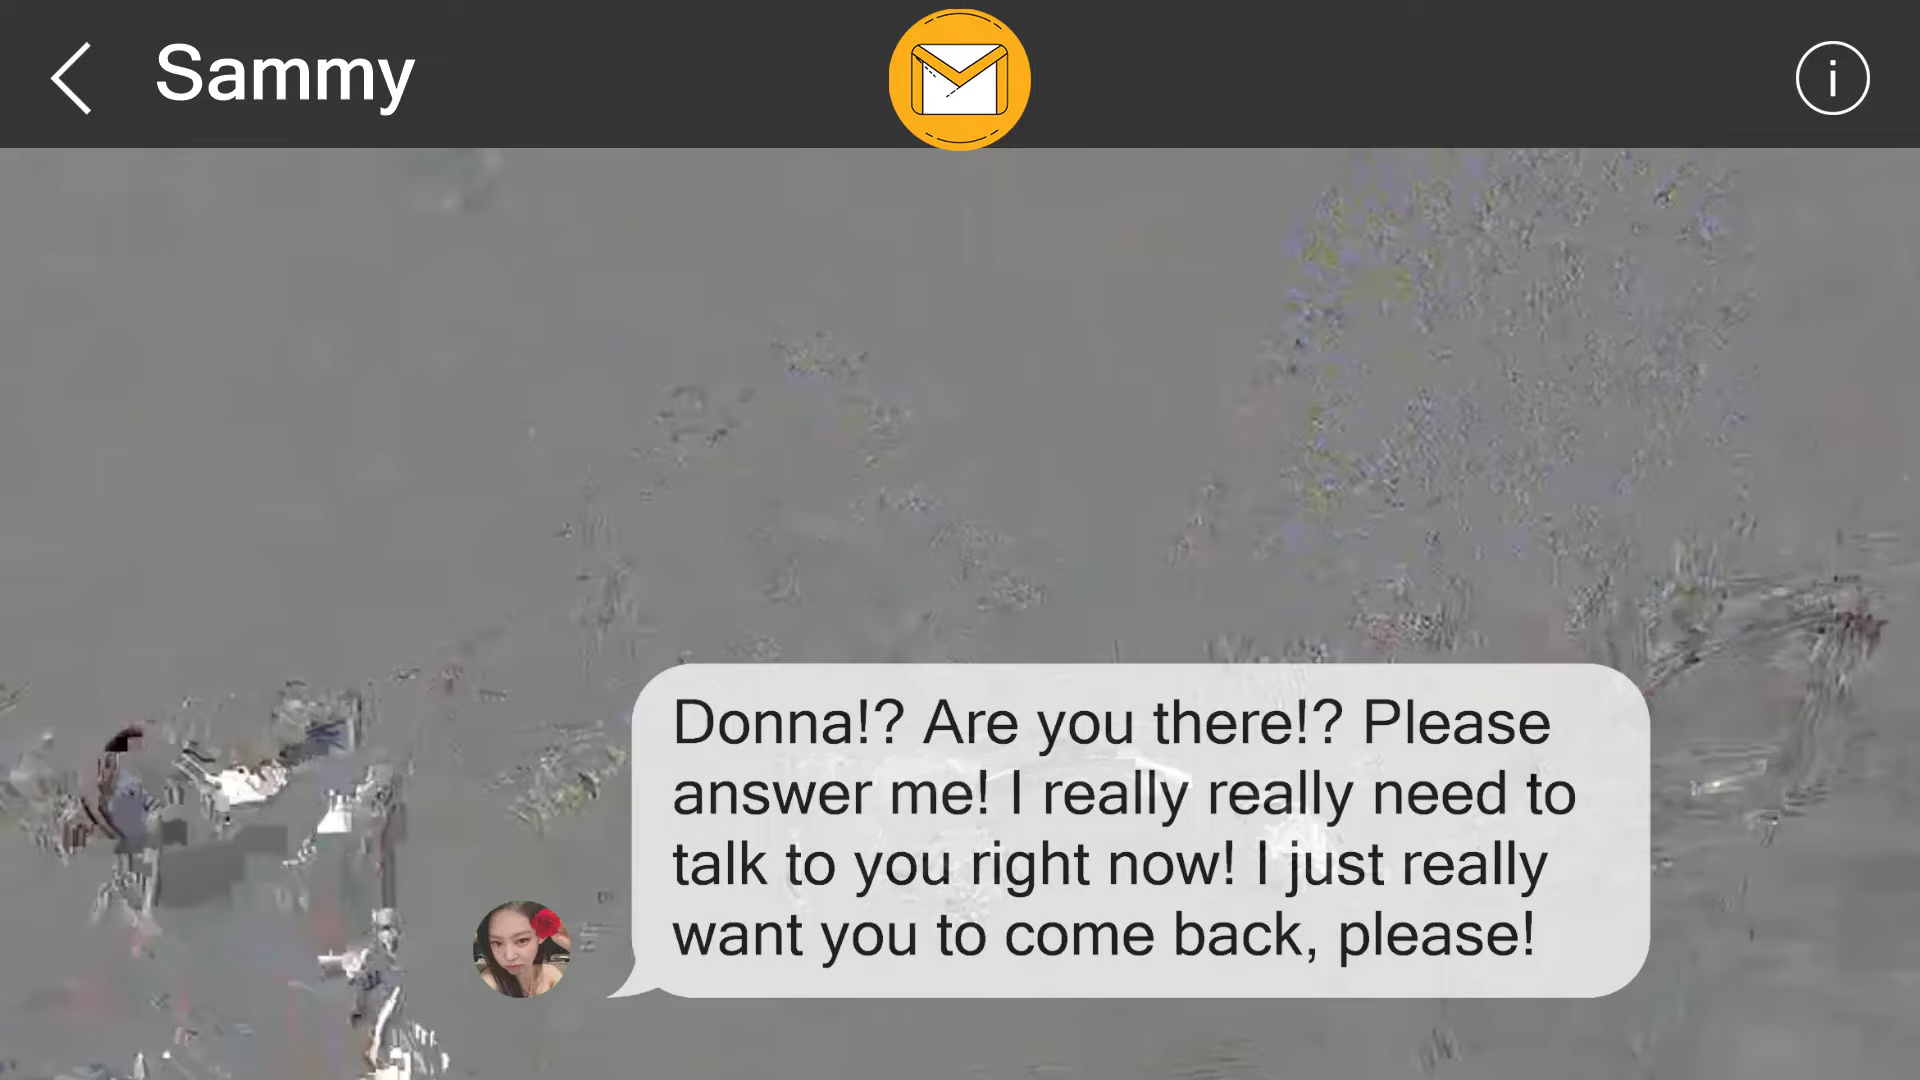 Sammy
Donna!? Are you there!? Please
answer me! I really really need to
talk to you right now! I just really
want you to come back, please!